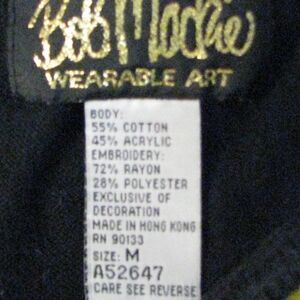 Bob Mackie
WEARABLE ART
BODY:
55% COTTON
45% ACRYLIC
EMBROIDERY:
72% RAYON
28% POLYESTER
EXCLUSIVE OF
DECORATION
MADE IN HONG KONG
RN 90133
SIZE: M
A52647
CARE SEE REVERSE